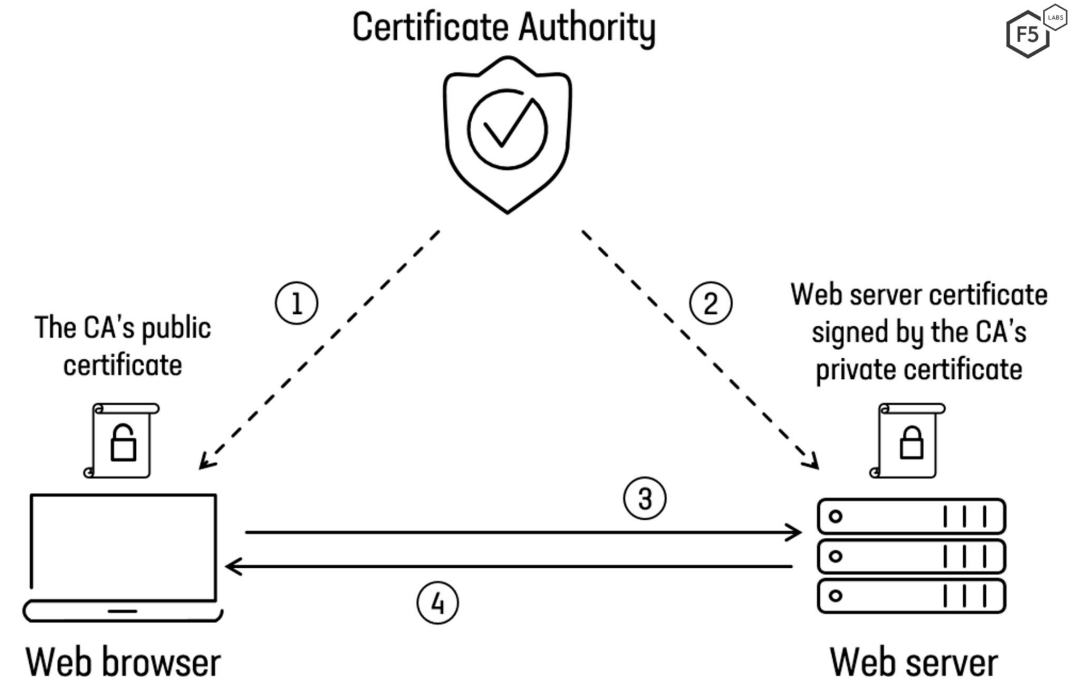 Certificate Authority
F5
LABS
1
2
The CA's public
certificate
Web server certificate
signed by the CA's
private certificate
3
4
Web browser
Web server